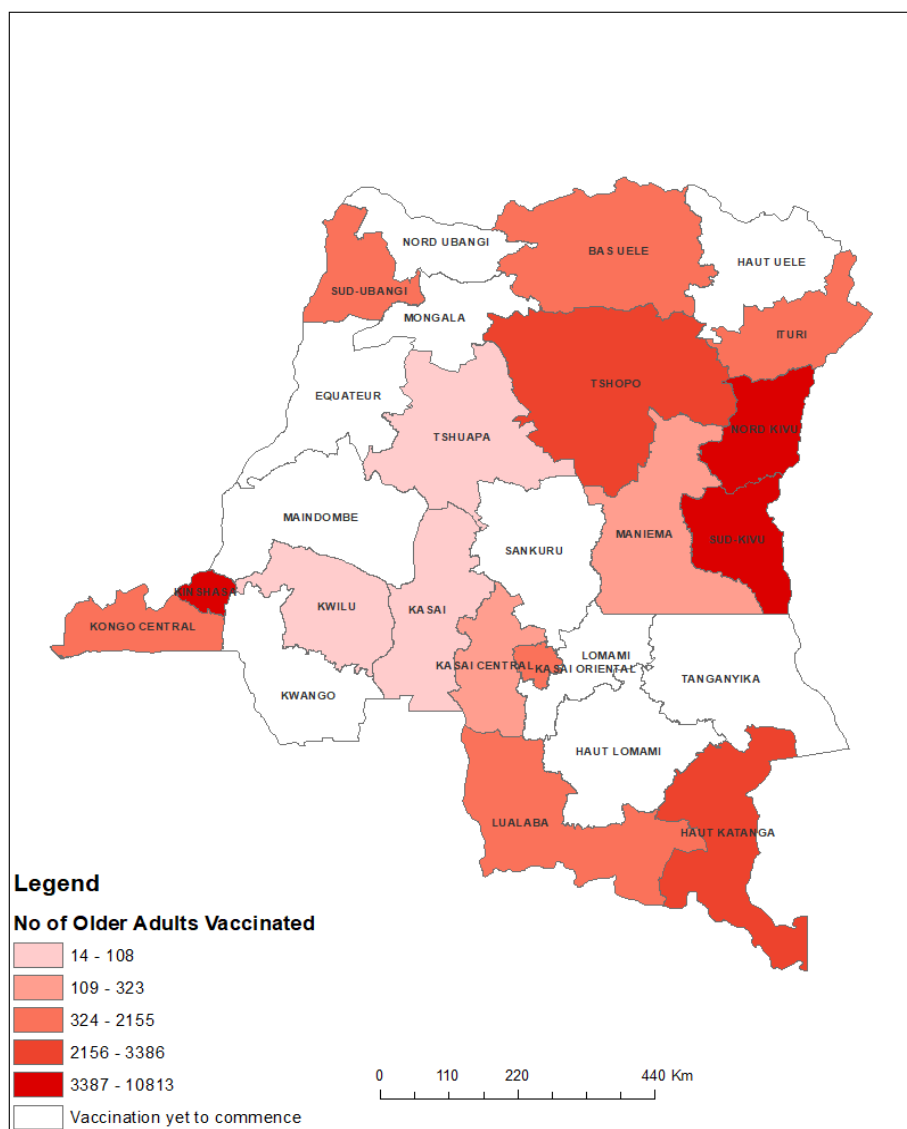 NORD UBANGI
BAS UELE
HAUT UELE
SUD-UBANGI
MONGALA
ITURI
TSHOPO
EQUATEUR
NORD KIVU
TSHUAPA
MAINDOMBE
MANIEMA
SUD-KIVU
SANKURU
KINSHASA
KWILU
KASAI
KONGO CENTRAL
LOMAMI
KASAI CENTRAL
KASAI ORIENTAL
TANGANYIKA
KWANGO
HAUT LOMAMI
LUALABA
HAUT KATANGA
Legend
No of Older Adults Vaccinated
14 - 108
109 - 323
324 - 2155
2156 - 3386
3387 - 10813
Vaccination yet to commence
0 110 220 440 Km